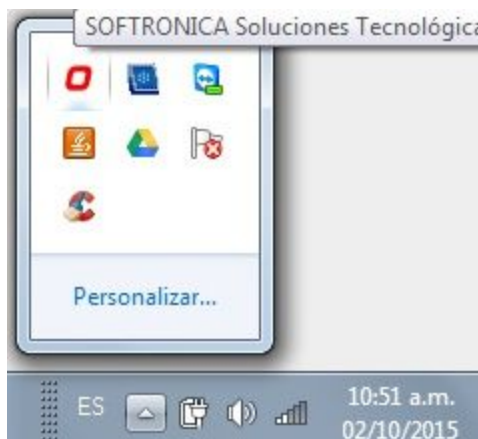 SOFTRONICA Soluciones Tecnológica
Personalizar...
ES
10:51 a.m.
02/10/2015